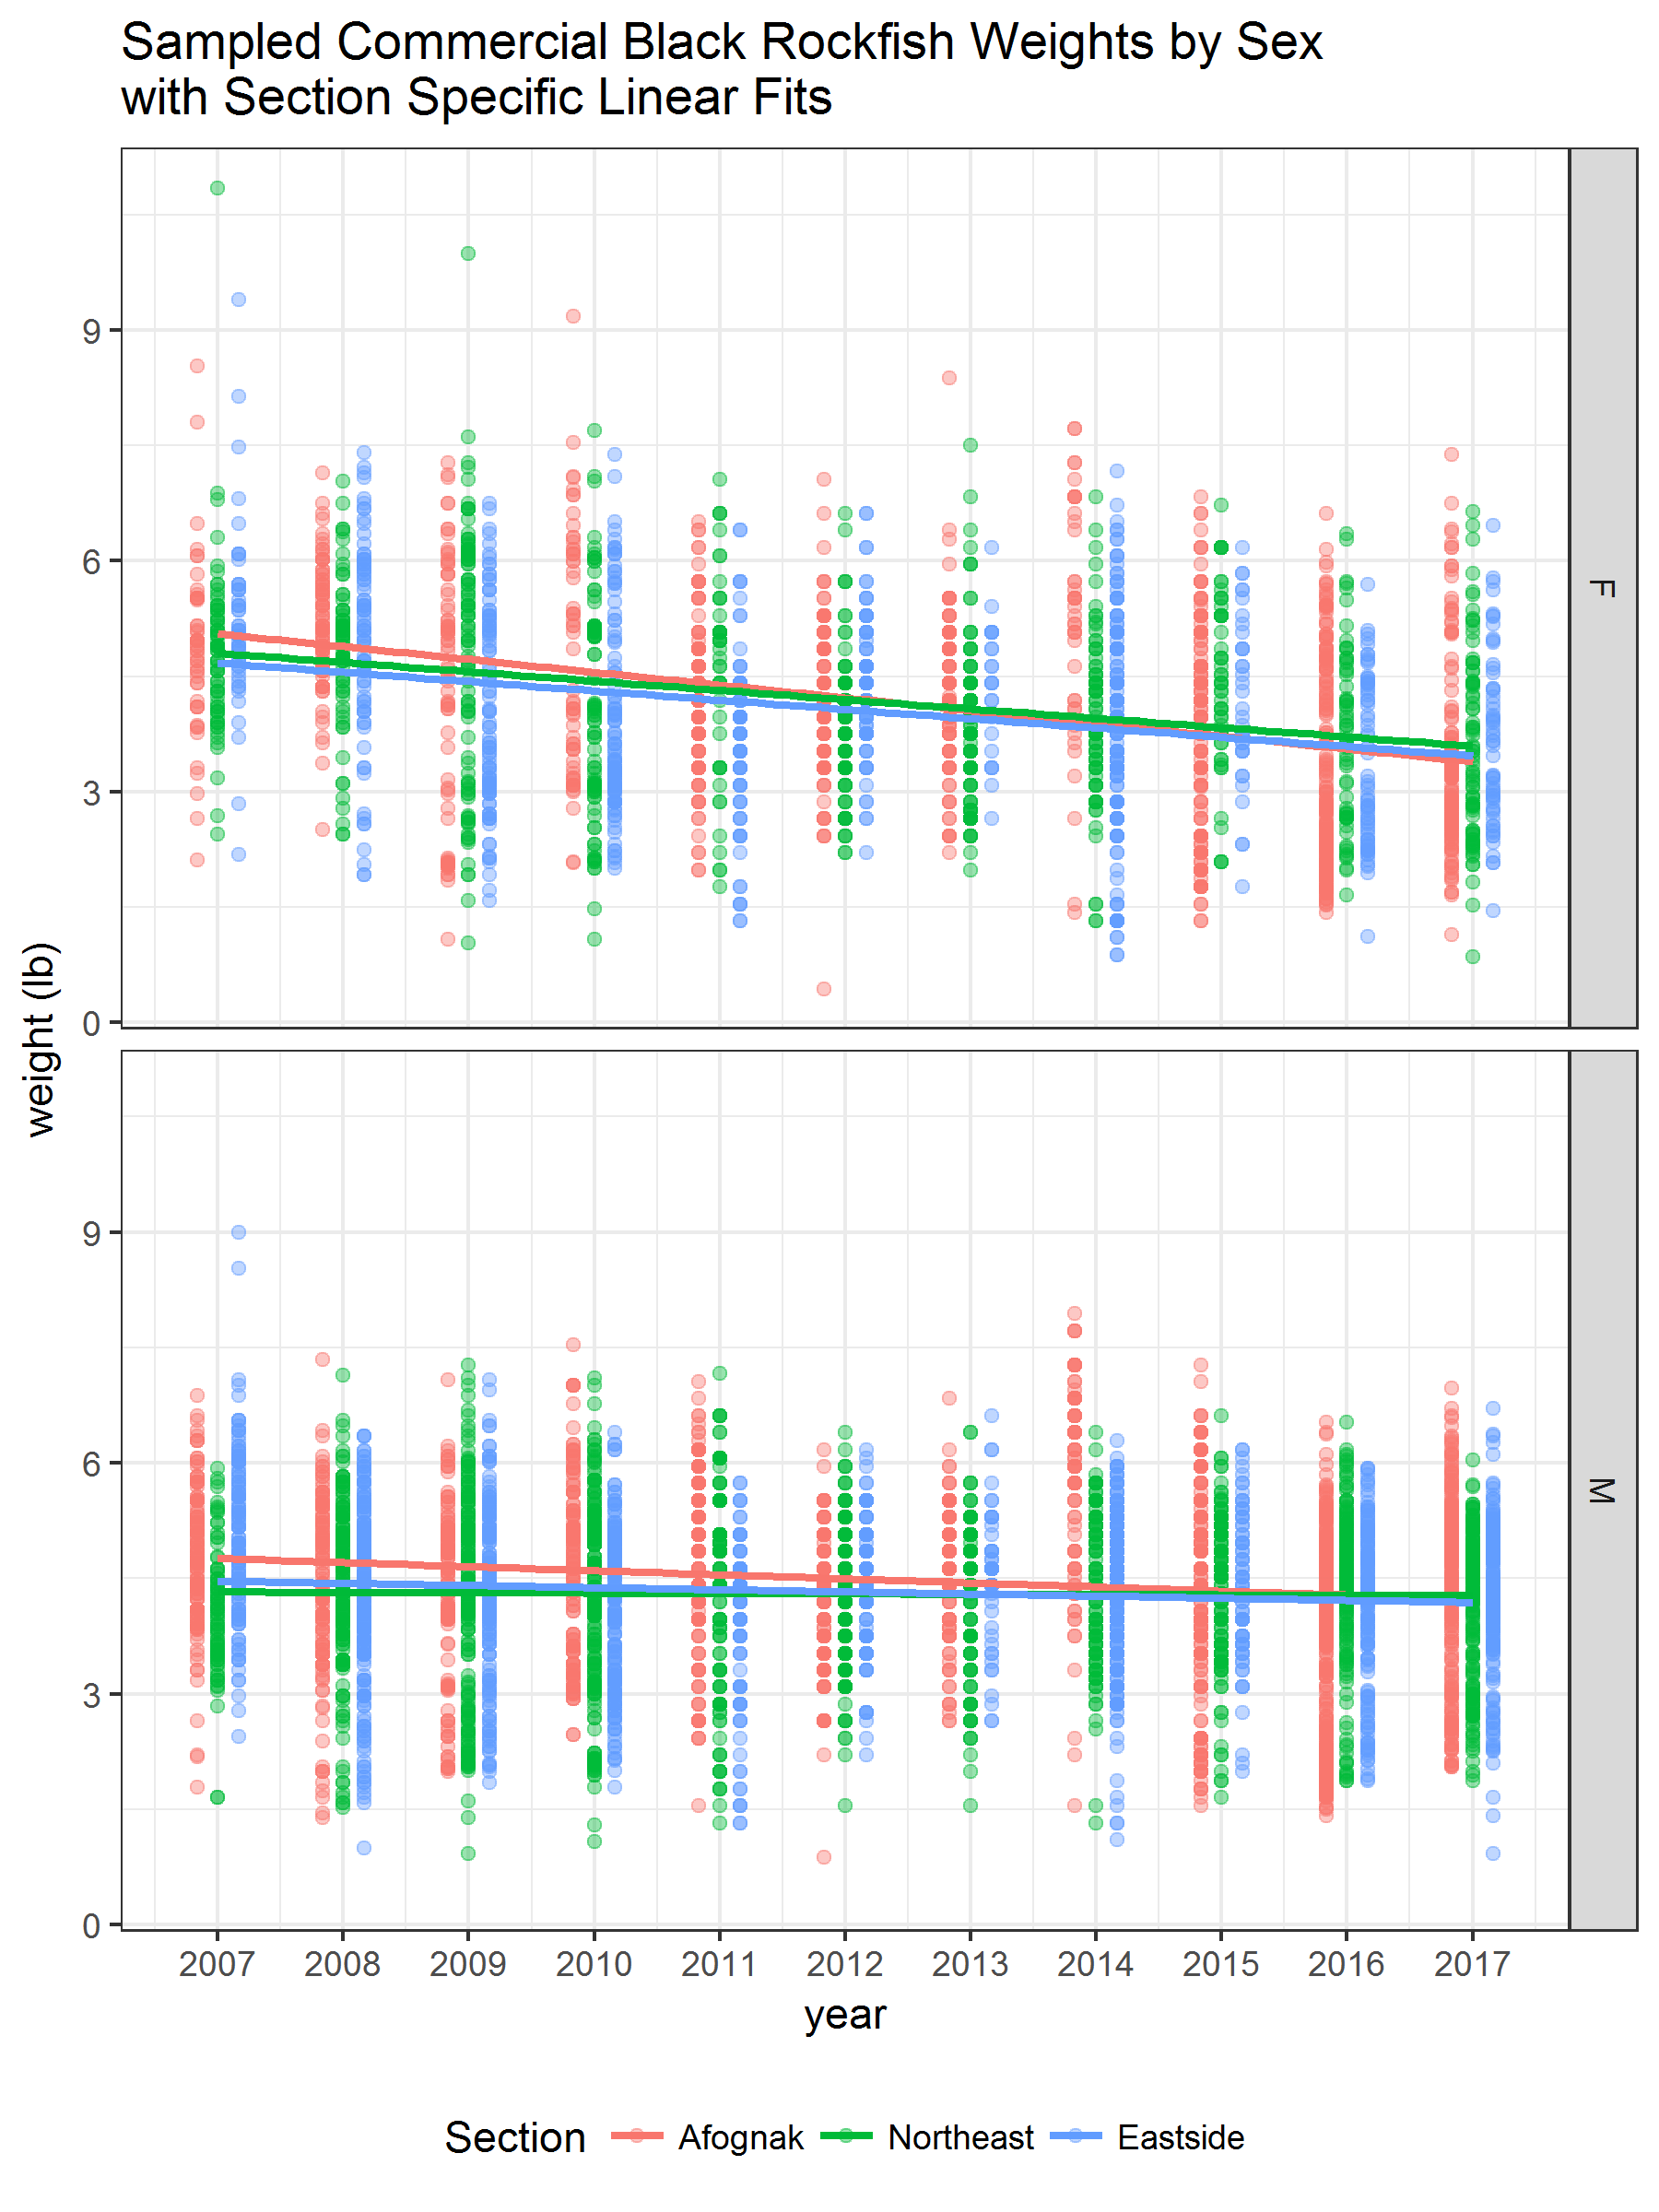 Sampled Commercial Black Rockfish Weights by Sex
with Section Specific Linear Fits
9
6
3
0
F
weight (lb)
9
6
3
0
M
2007 2008 2009 2010 2011 2012 2013 2014 2015 2016 2017
year
Section Afognak Northeast Eastside